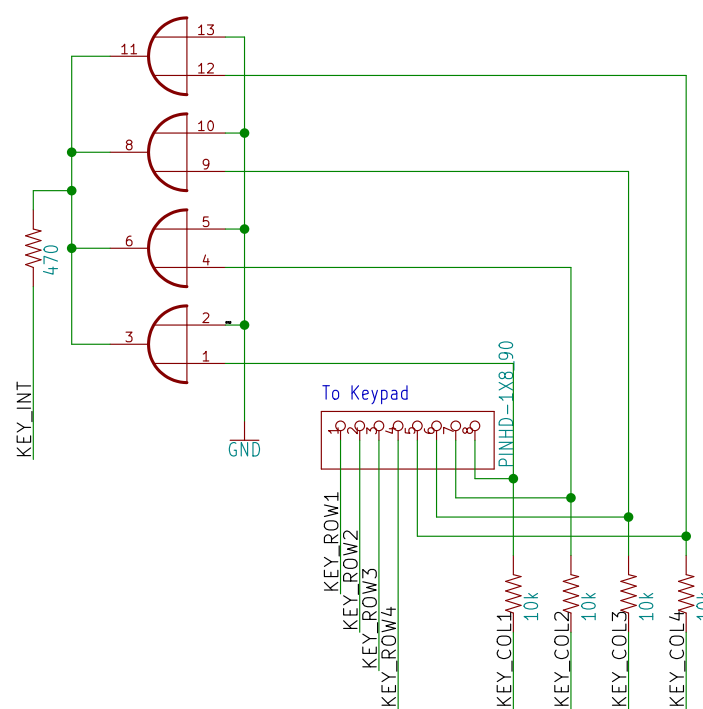 13
11
12
10
8
9
5
6
4
470
2
3
1
KEY_INT
GND
To Keypad
PINHD-1X8_90
1
2
3
4
5
6
7
8
KEY_ROW1
KEY_ROW2
KEY_ROW3
KEY_ROW4
10k
10k
10k
10k
KEY_COL1
KEY_COL2
KEY_COL3
KEY_COL4